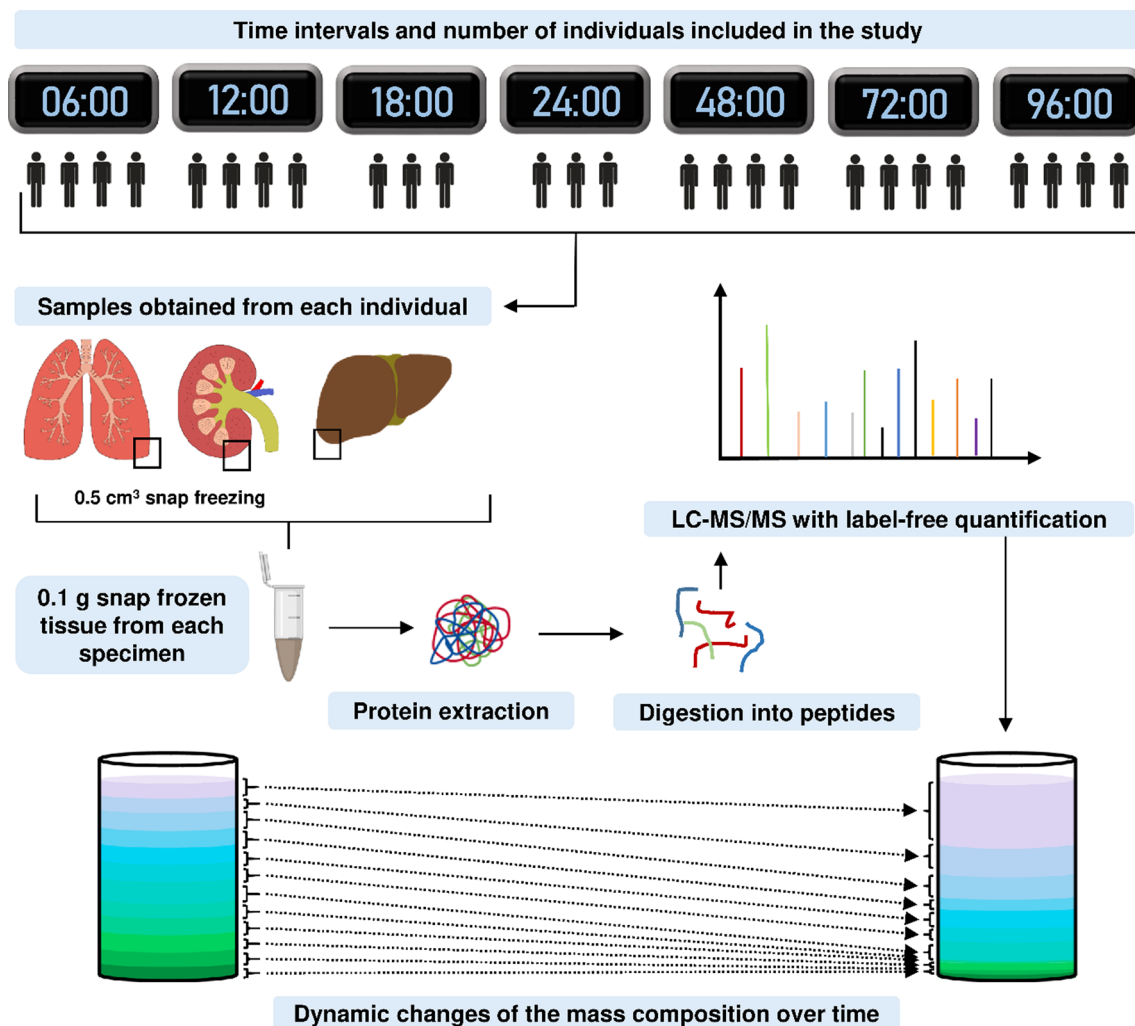 Time intervals and number of individuals included in the study
06:00 12:00 18:00 24:00 48:00 72:00 96:00
Samples obtained from each individual
0.5 cm³ snap freezing
LC-MS/MS with label-free quantification
0.1 g snap frozen
tissue from each
specimen
Protein extraction
Digestion into peptides
Dynamic changes of the mass composition over time